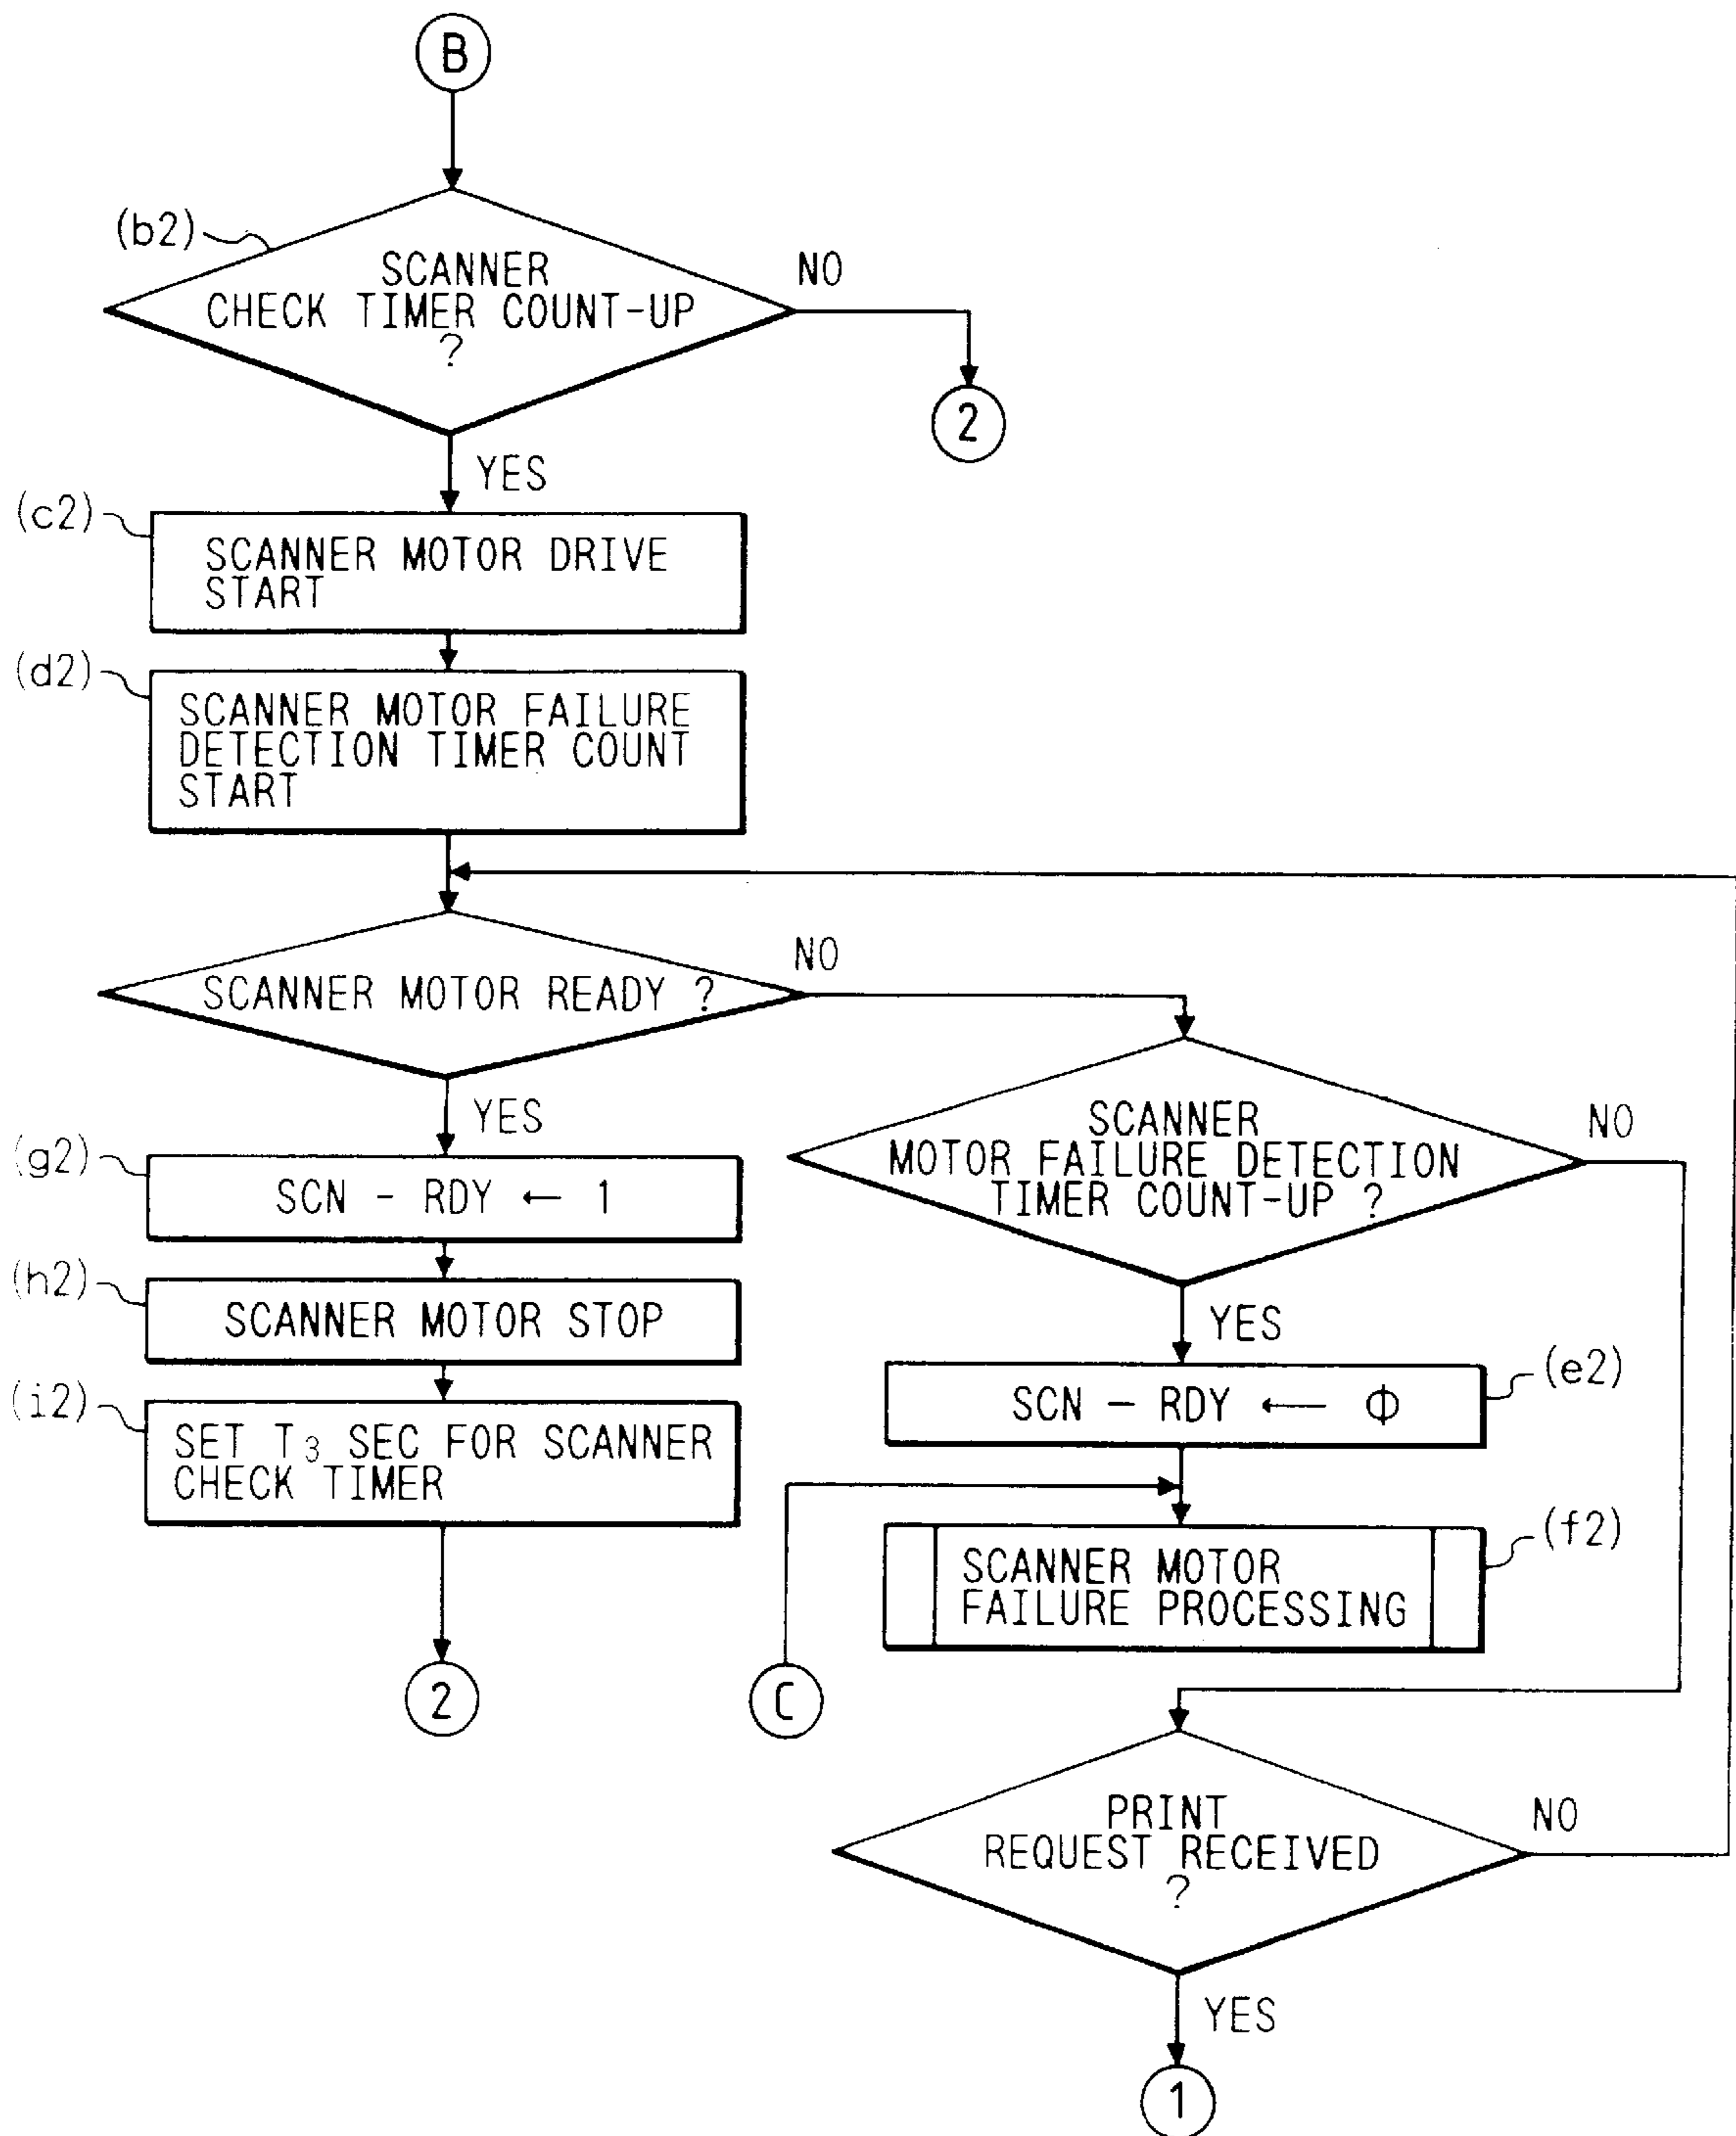 B
(b2)
SCANNER
CHECK TIMER COUNT-UP
?
NO
2
YES
(c2)
SCANNER MOTOR DRIVE
START
(d2)
SCANNER MOTOR FAILURE
DETECTION TIMER COUNT
START
SCANNER MOTOR READY ?
NO
YES
SCANNER
MOTOR FAILURE DETECTION
TIMER COUNT-UP ?
NO
(g2)
SCN - RDY ← 1
(h2)
SCANNER MOTOR STOP
YES
(e2)
SCN - RDY ← Φ
(i2)
SET T3 SEC FOR SCANNER
CHECK TIMER
(f2)
SCANNER MOTOR
FAILURE PROCESSING
2
C
PRINT
REQUEST RECEIVED
?
NO
YES
1